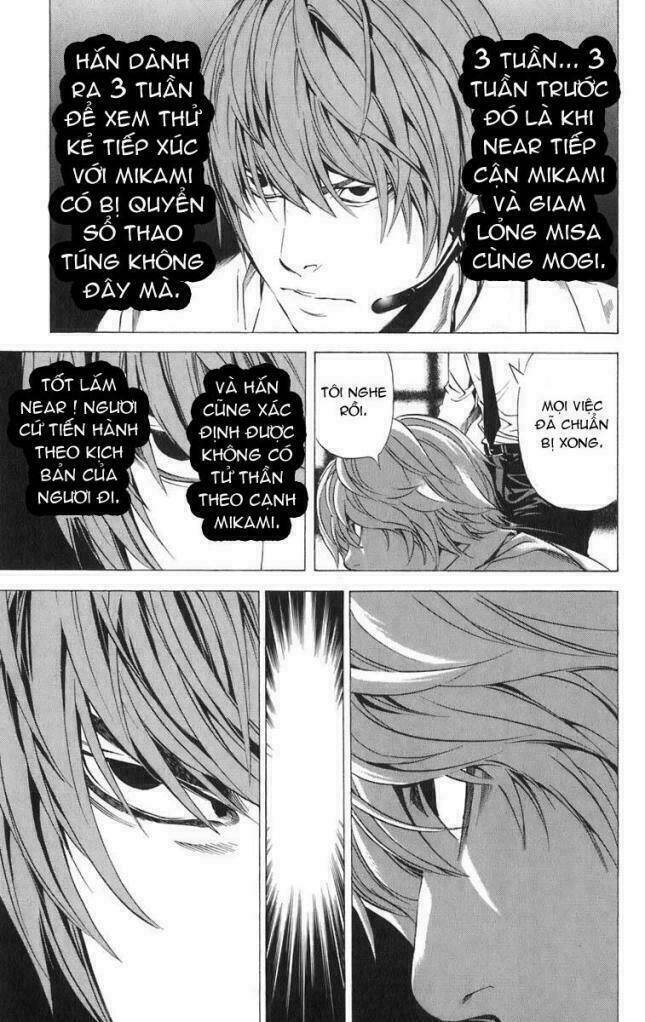 3 TUẦN... 3
TUẦN TRƯỚC
ĐÓ LÀ KHI
NEAR TIẾP
CẬN MIKAMI
VÀ GIAM
LỎNG MISA
CÙNG MOGI.
HẮN DÀNH
RA 3 TUẦN
ĐỂ XEM THỬ
KẺ TIẾP XÚC
VỚI MIKAMI
CÓ BỊ QUYỂN
SỔ THAO
TÚNG KHÔNG
ĐÂY MÀ.
MỌI VIỆC
ĐÃ CHUẨN
BỊ XONG.
TÔI NGHE
RỒI.
VÀ HẮN
CŨNG XÁC
ĐỊNH ĐƯỢC
KHÔNG CÓ
TỬ THẦN
THEO CẠNH
MIKAMI.
TỐT LẮM
NEAR! NGƯƠI
CỨ TIẾN HÀNH
THEO KỊCH
BẢN CỦA
NGƯƠI ĐI.